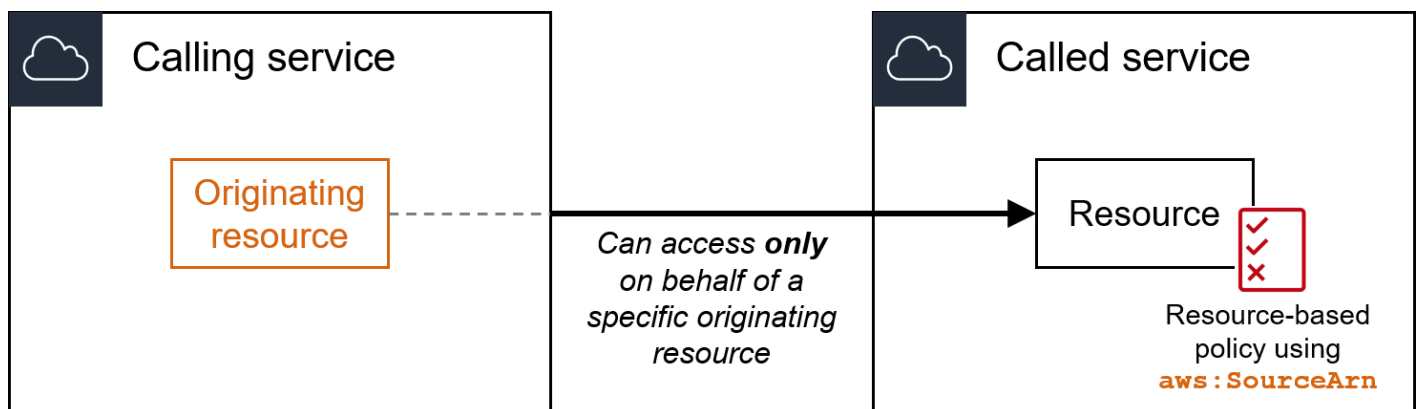 Calling service
Originating
resource
Can access only
on behalf of a
specific originating
resource
Called service
Resource
Resource-based
policy using
aws:SourceArn